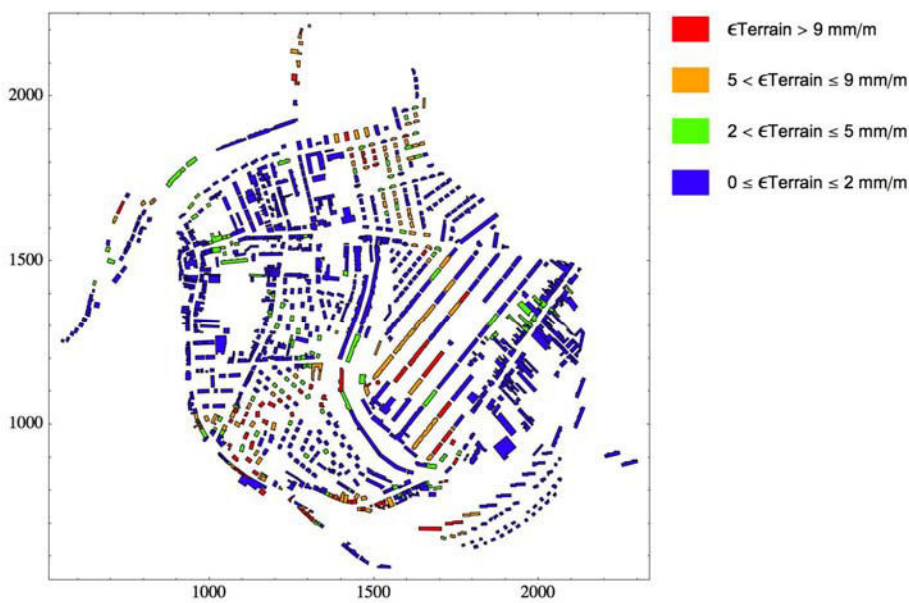 ϵTerrain > 9 mm/m
5 < ϵTerrain ≤ 9 mm/m
2 < ϵTerrain ≤ 5 mm/m
0 ≤ ϵTerrain ≤ 2 mm/m
2000
1500
1000
1000 1500 2000